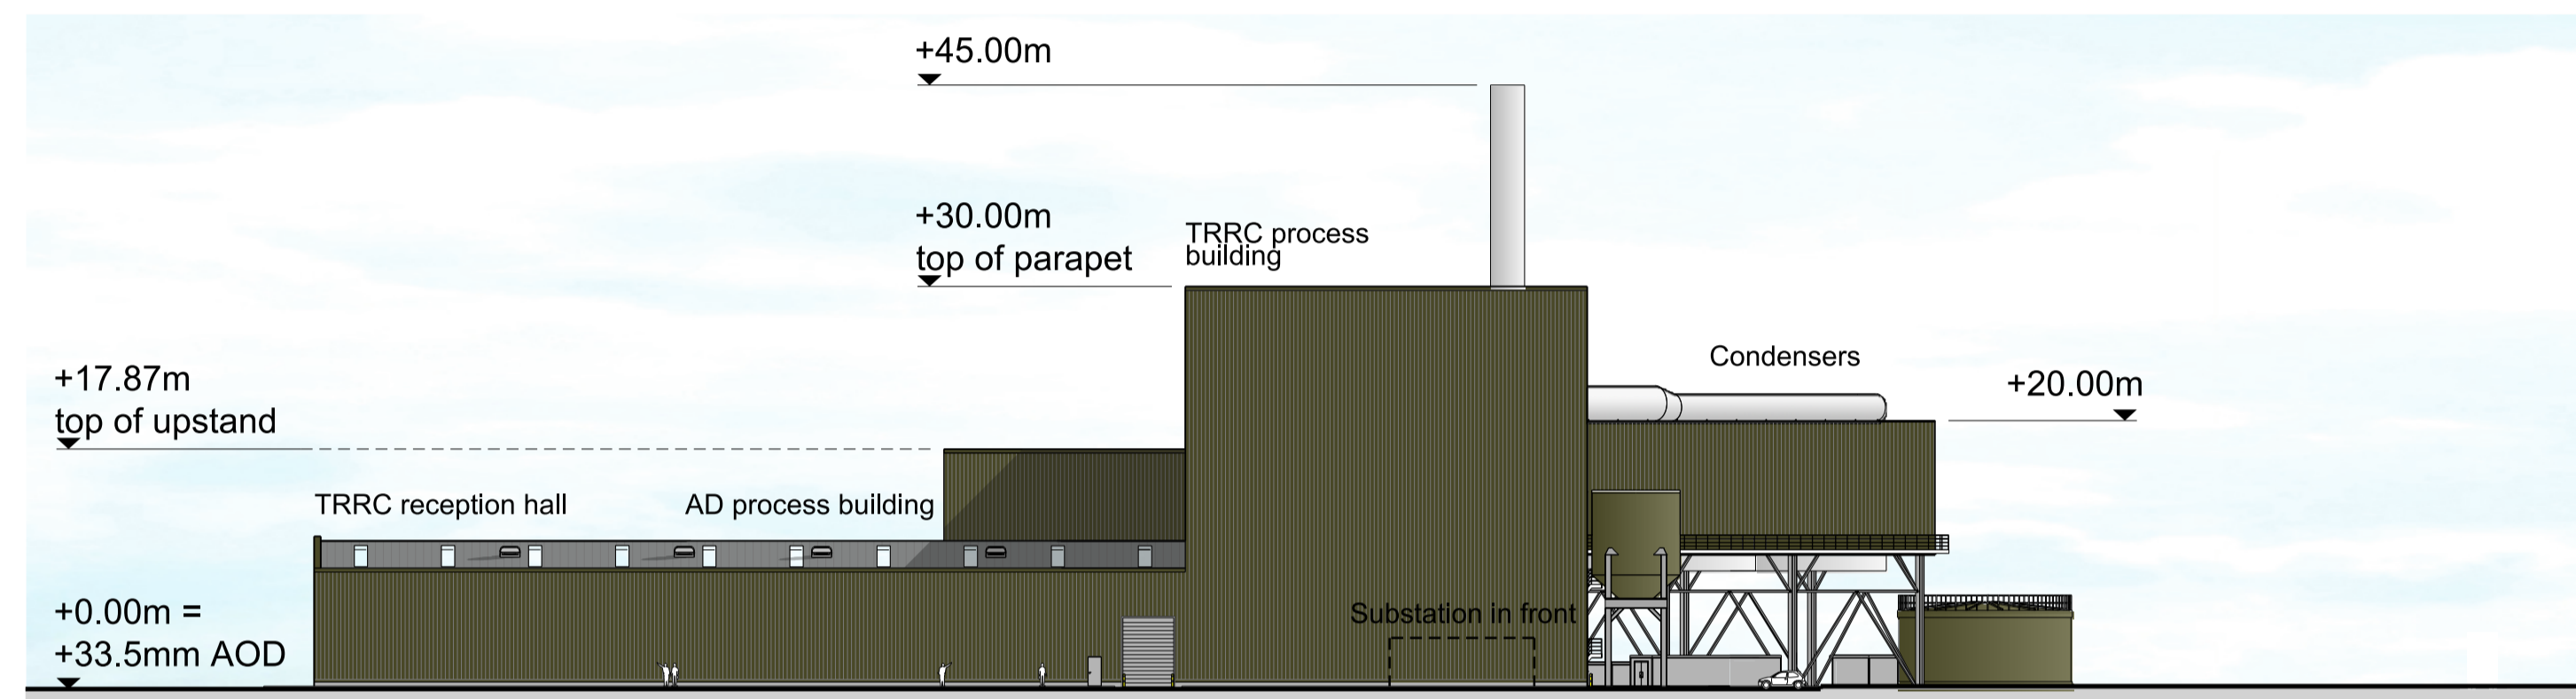 +45.00m
+30.00m
top of parapet
TRRC process
building
Condensers
+20.00m
+17.87m
top of upstand
TRRC reception hall
AD process building
+0.00m =
+33.5mm AOD
Substation in front